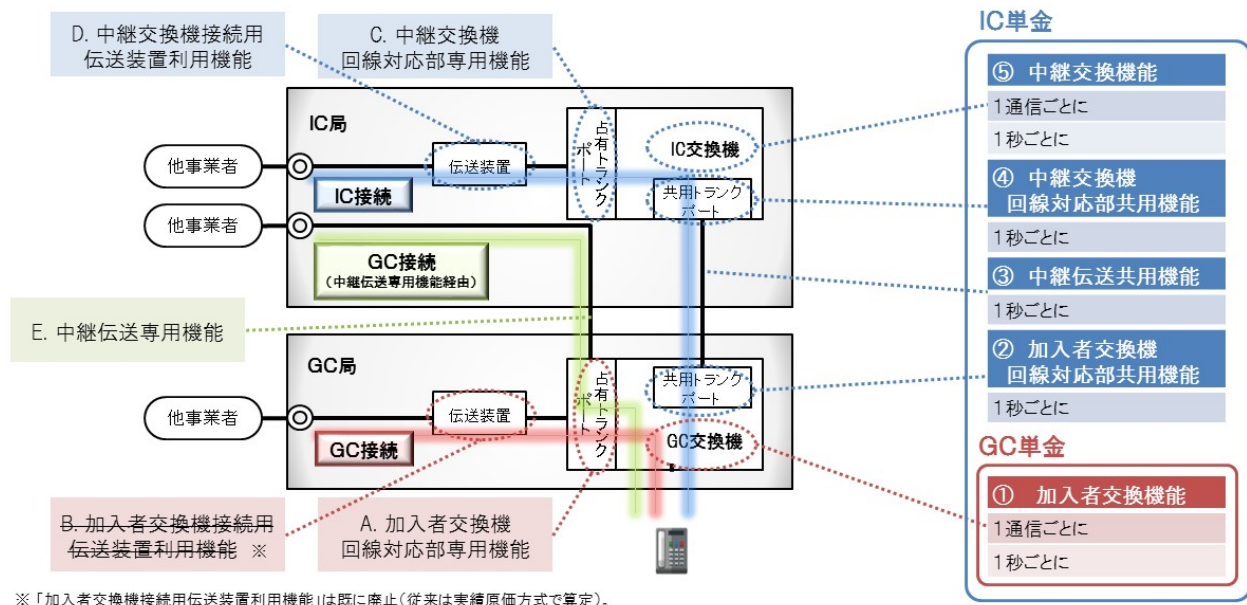 D. 中継交換機接続用
伝送装置利用機能
C. 中継交換機
回線対応部専用機能
IC局
他事業者
伝送装置
占有トランク
ポート
IC交換機
共用トランク
ポート
IC接続
他事業者
GC接続
(中継伝送専用機能経由)
E. 中継伝送専用機能
GC局
他事業者
伝送装置
占有トランク
ポート
共用トランク
ポート
GC交換機
GC接続
B. 加入者交換機接続用
伝送装置利用機能 ※
A. 加入者交換機
回線対応部専用機能
IC単金
⑤ 中継交換機能
1通信ごとに
1秒ごとに
④ 中継交換機
回線対応部共用機能
1秒ごとに
③ 中継伝送共用機能
1秒ごとに
② 加入者交換機
回線対応部共用機能
1秒ごとに
GC単金
① 加入者交換機能
1通信ごとに
1秒ごとに
※「加入者交換機接続用伝送装置利用機能」は既に廃止(従来は実績原価方式で算定)。